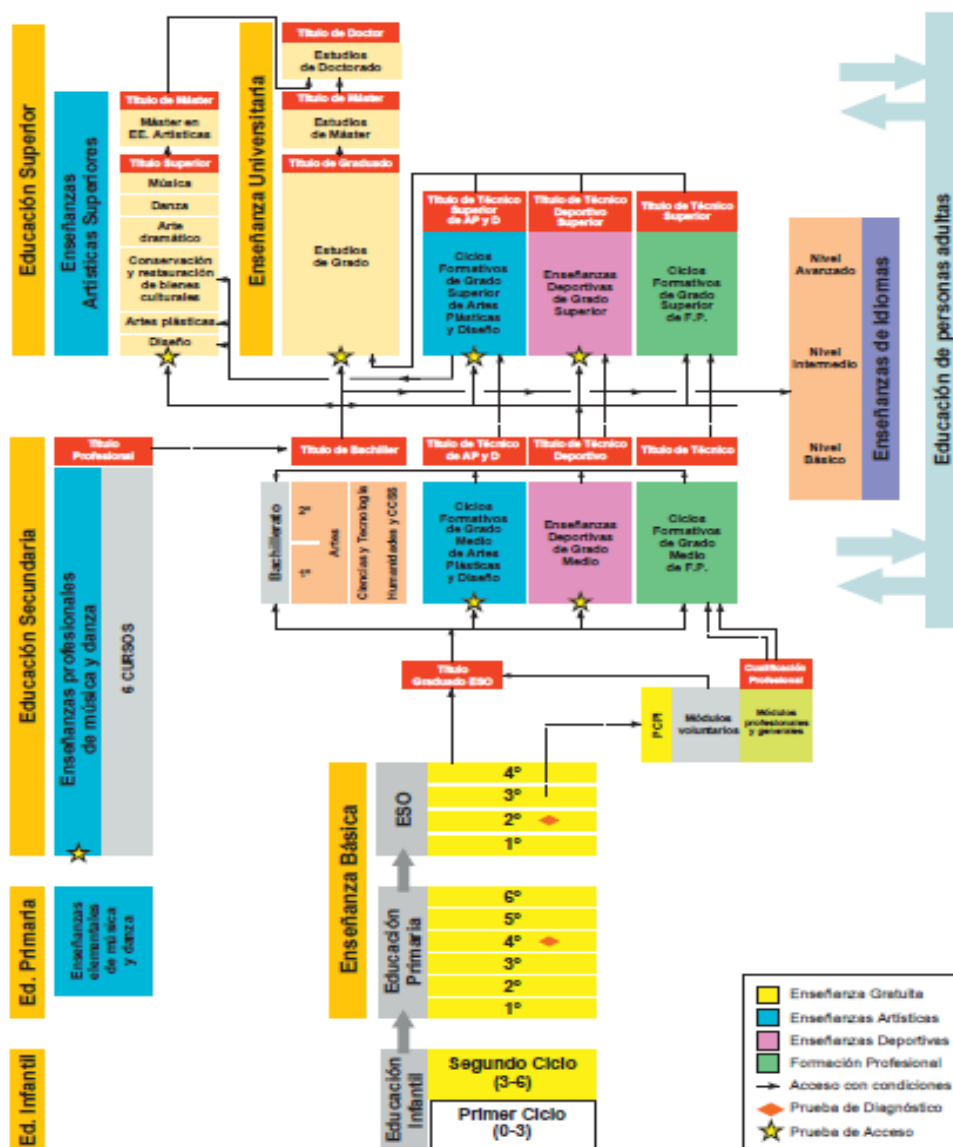 Educación Superior
Enseñanzas
Artísticas Superiores
Título de Máster
Máster en
EE. Artísticas
Título Superior
Música
Danza
Arte
dramático
Conservación
y restauración
de bienes
culturales
Artes plásticas
Diseño
Enseñanza Universitaria
Título de Doctor
Estudios
de Doctorado
Título de Máster
Estudios
de Máster
Título de Graduado
Estudios
de Grado
Título de Técnico
Superior
de AP y D
Ciclos
Formativos
de Grado
Superior
de Artes
Plásticas
y Diseño
Título de Técnico
Deportivo
Superior
Enseñanzas
Deportivas
de Grado
Superior
Título de Técnico
Superior
Ciclos
Formativos
de Grado
Superior
de F.P.
Nivel
Avanzado
Nivel
Intermedio
Nivel
Básico
Enseñanzas de Idiomas
Educación de personas adultas
Educación Secundaria
Título
Profesional
Enseñanzas profesionales
de música y danza
6 CURSOS
Título de Bachiller
Bachillerato
1º
2º
Artes
Ciencias y Tecnología
Humanidades y CCSS
Título de Técnico
de AP y D
Ciclos
Formativos
de Grado
Medio
de Artes
Plásticas
y Diseño
Título de Técnico
Deportivo
Enseñanzas
Deportivas
de Grado
Medio
Título de Técnico
Ciclos
Formativos
de Grado
Medio
de F.P.
Título
Graduado ESO
Cualificación
Profesional
PCPI
Módulos
voluntarios
Módulos
profesionales
y generales
Enseñanza Básica
ESO
4º
3º
2º
1º
Ed. Primaria
Enseñanzas
elementales
de música
y danza
Educación
Primaria
6º
5º
4º
3º
2º
1º
Ed. Infantil
Educación
Infantil
Segundo Ciclo
(3-6)
Primer Ciclo
(0-3)
Enseñanza Gratuita
Enseñanzas Artísticas
Enseñanzas Deportivas
Formación Profesional
Acceso con condiciones
Prueba de Diagnóstico
Prueba de Acceso